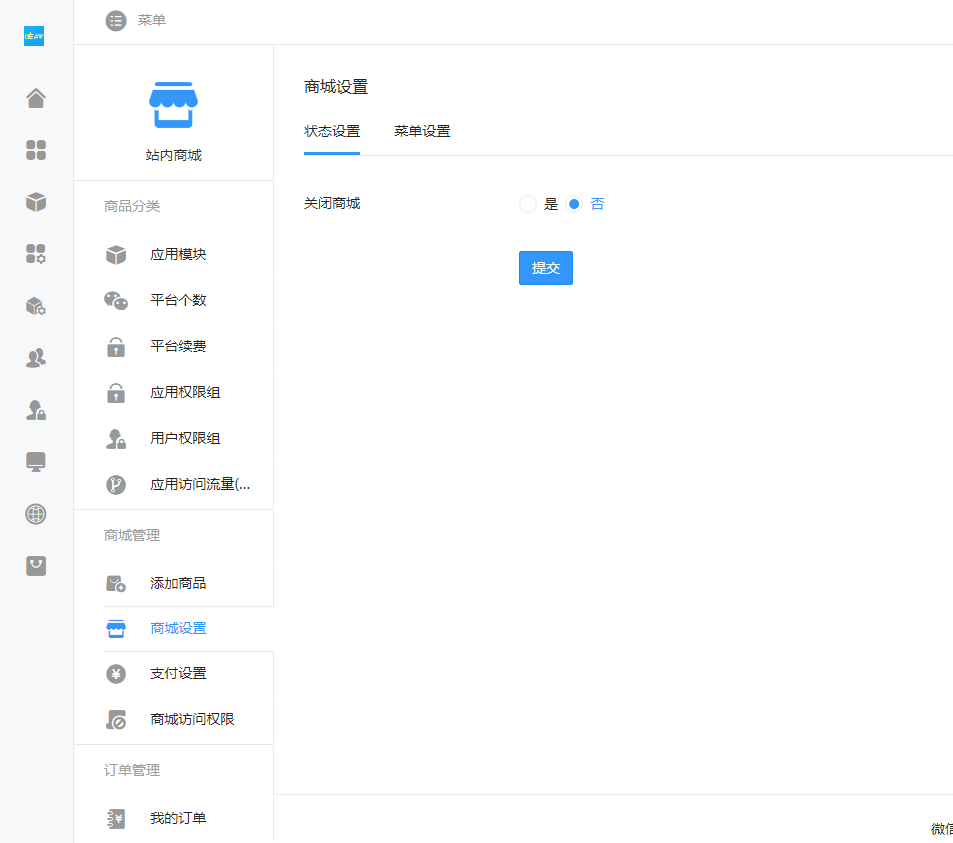 菜单
站内商城
商品分类
应用模块
平台个数
平台续费
应用权限组
用户权限组
应用访问流量(...
商城管理
添加商品
商城设置
支付设置
商城访问权限
订单管理
我的订单
商城设置
状态设置 菜单设置
关闭商城 是 否
提交
微信